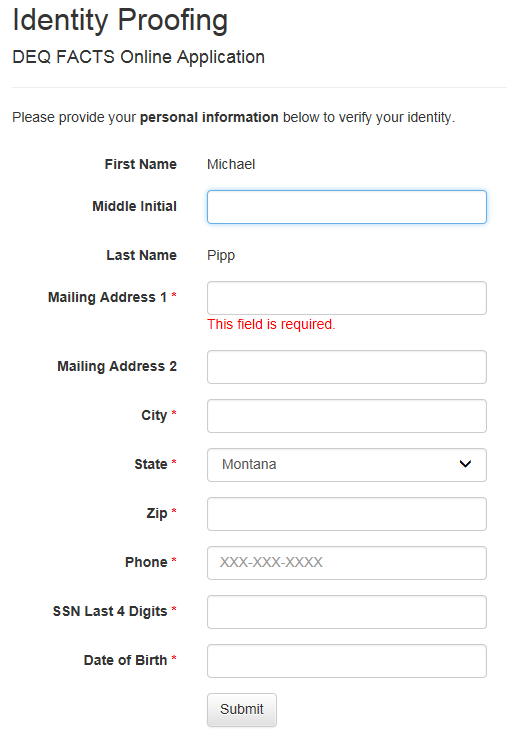 Identity Proofing
DEQ FACTS Online Application
Please provide your personal information below to verify your identity.
First Name Michael
Middle Initial
Last Name Pipp
Mailing Address 1 *
This field is required.
Mailing Address 2
City *
State * Montana
Zip *
Phone * XXX-XXX-XXXX
SSN Last 4 Digits *
Date of Birth *
Submit